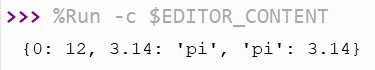 >>> %Run -c $EDITOR_CONTENT
{0: 12, 3.14: 'pi', 'pi': 3.14}